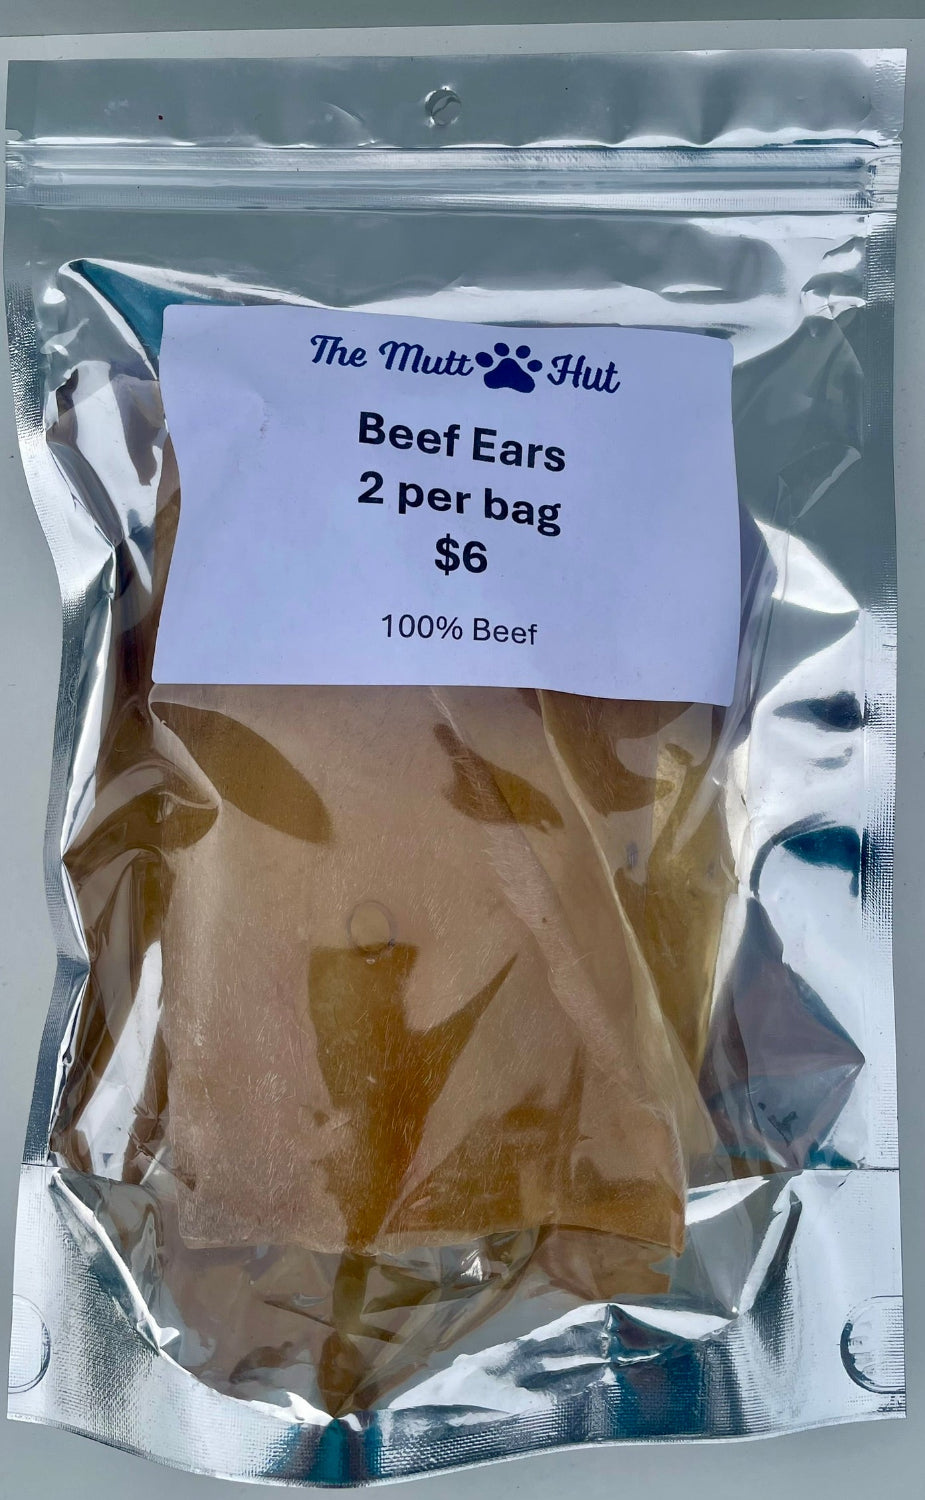 The Mutt Hut
Beef Ears
2 per bag
$6
100% Beef